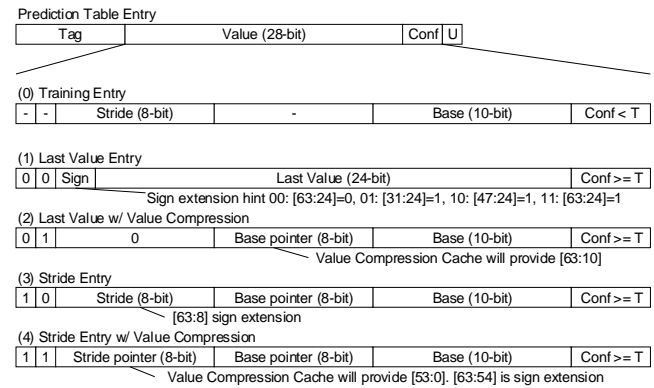 Prediction Table Entry
Tag Value (28-bit) Conf U
(0) Training Entry
- - Stride (8-bit) - Base (10-bit) Conf < T
(1) Last Value Entry
0 0 Sign Last Value (24-bit) Conf >= T
Sign extension hint 00: [63:24]=0, 01: [31:24]=1, 10: [47:24]=1, 11: [63:24]=1
(2) Last Value w/ Value Compression
0 1 0 Base pointer (8-bit) Base (10-bit) Conf >= T
Value Compression Cache will provide [63:10]
(3) Stride Entry
1 0 Stride (8-bit) Base pointer (8-bit) Base (10-bit) Conf >= T
[63:8] sign extension
(4) Stride Entry w/ Value Compression
1 1 Stride pointer (8-bit) Base pointer (8-bit) Base (10-bit) Conf >= T
Value Compression Cache will provide [53:0]. [63:54] is sign extension